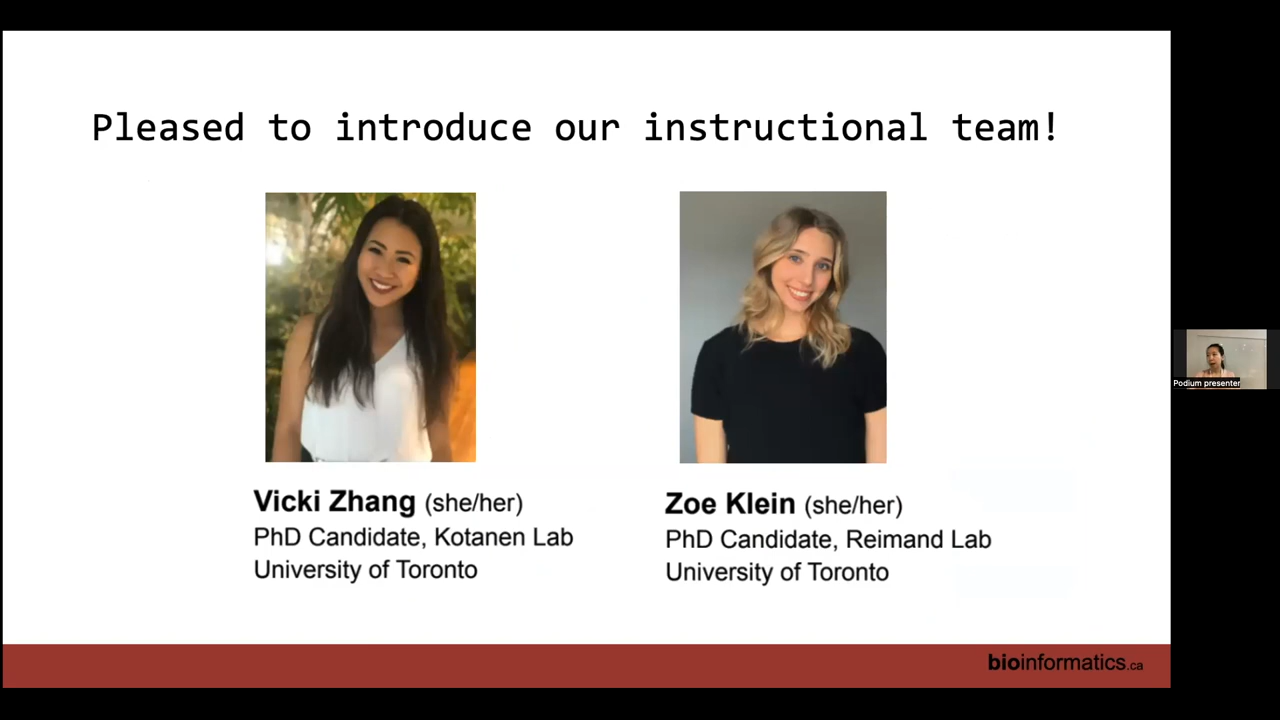 Pleased to introduce our instructional team!
Vicki Zhang (she/her)
PhD Candidate, Kotanen Lab
University of Toronto
Zoe Klein (she/her)
PhD Candidate, Reimand Lab
University of Toronto
Podium presenter
bioinformatics.ca